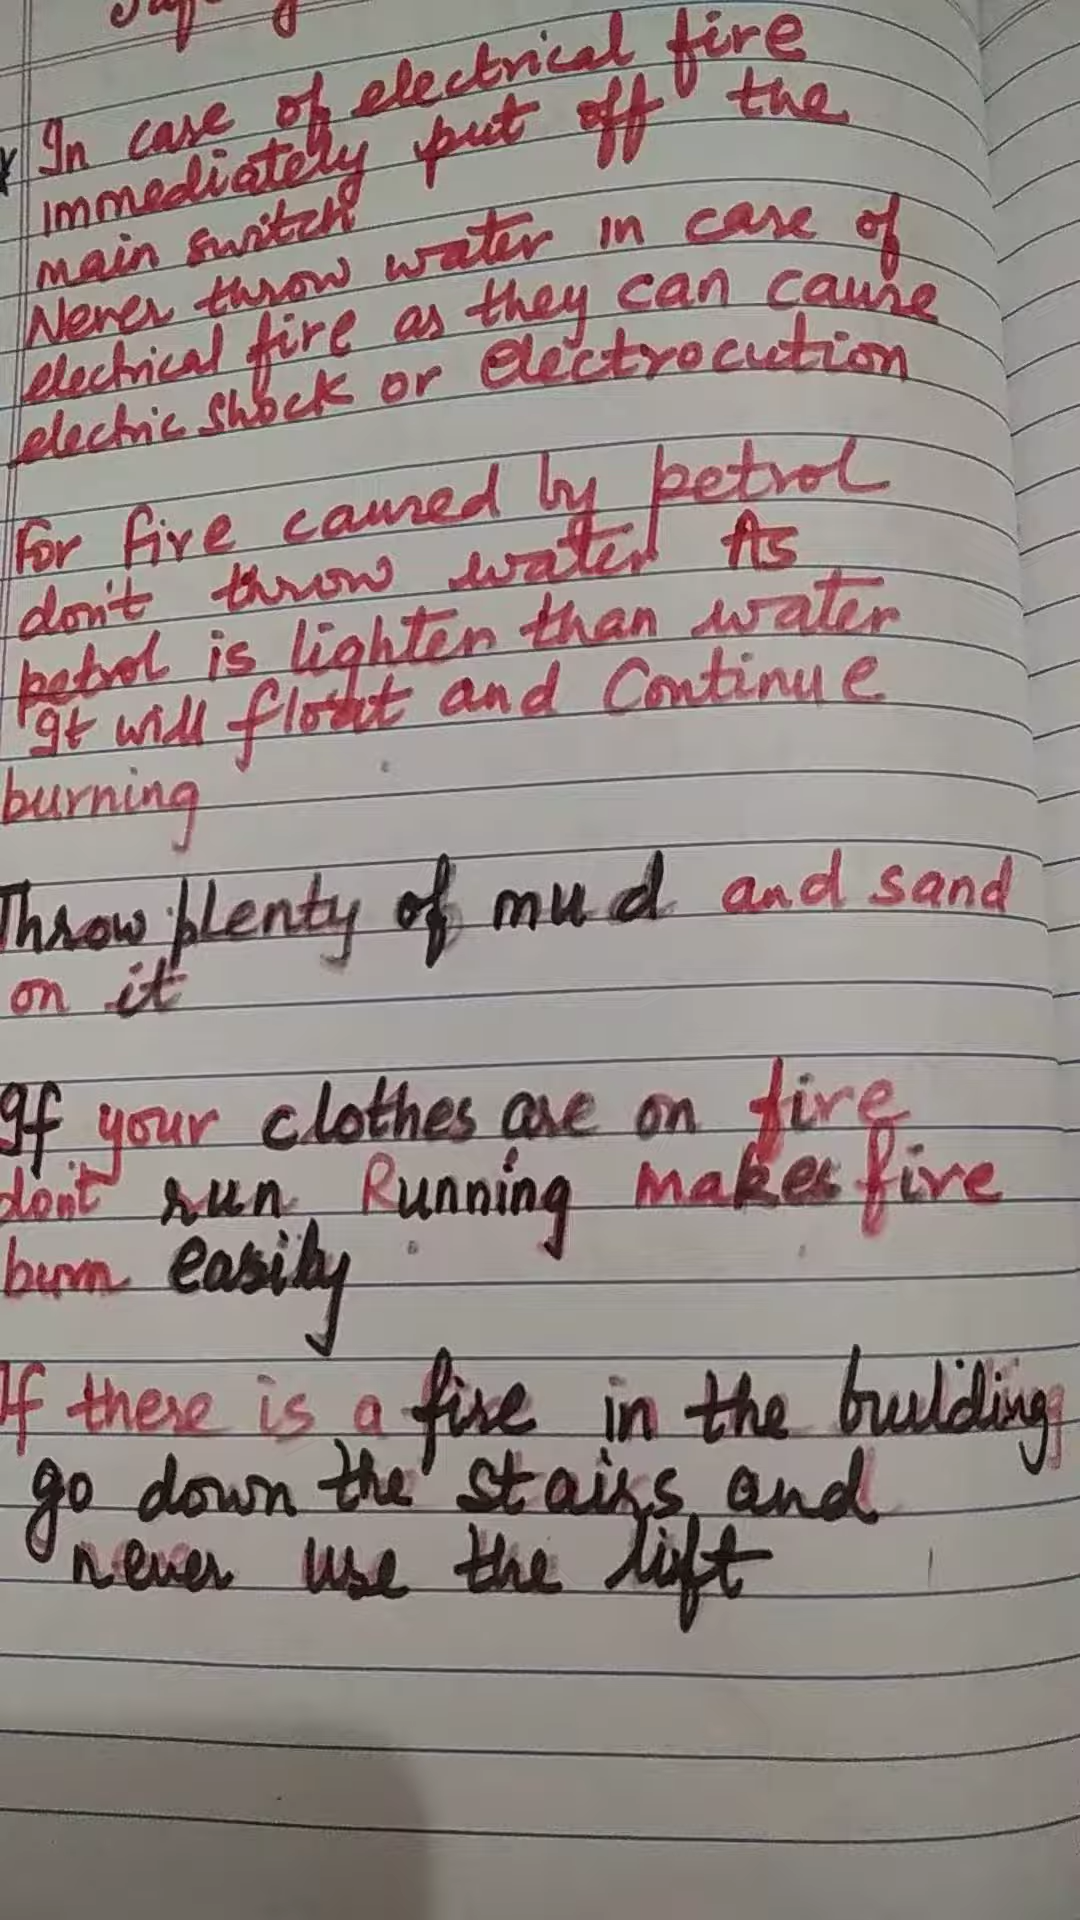 In case of electrical fire
immediately put off the
main switch
Never throw water in case of
electrical fire as they can cause
electric shock or electrocution
For fire caused by petrol
don't throw water As
petrol is lighter than water
It will float and Continue
burning
Throw plenty of mud and sand
on it
If your clothes are on fire
don't run Running makes fire
burn easily
If there is a fire in the building
go down the stairs and
never use the lift